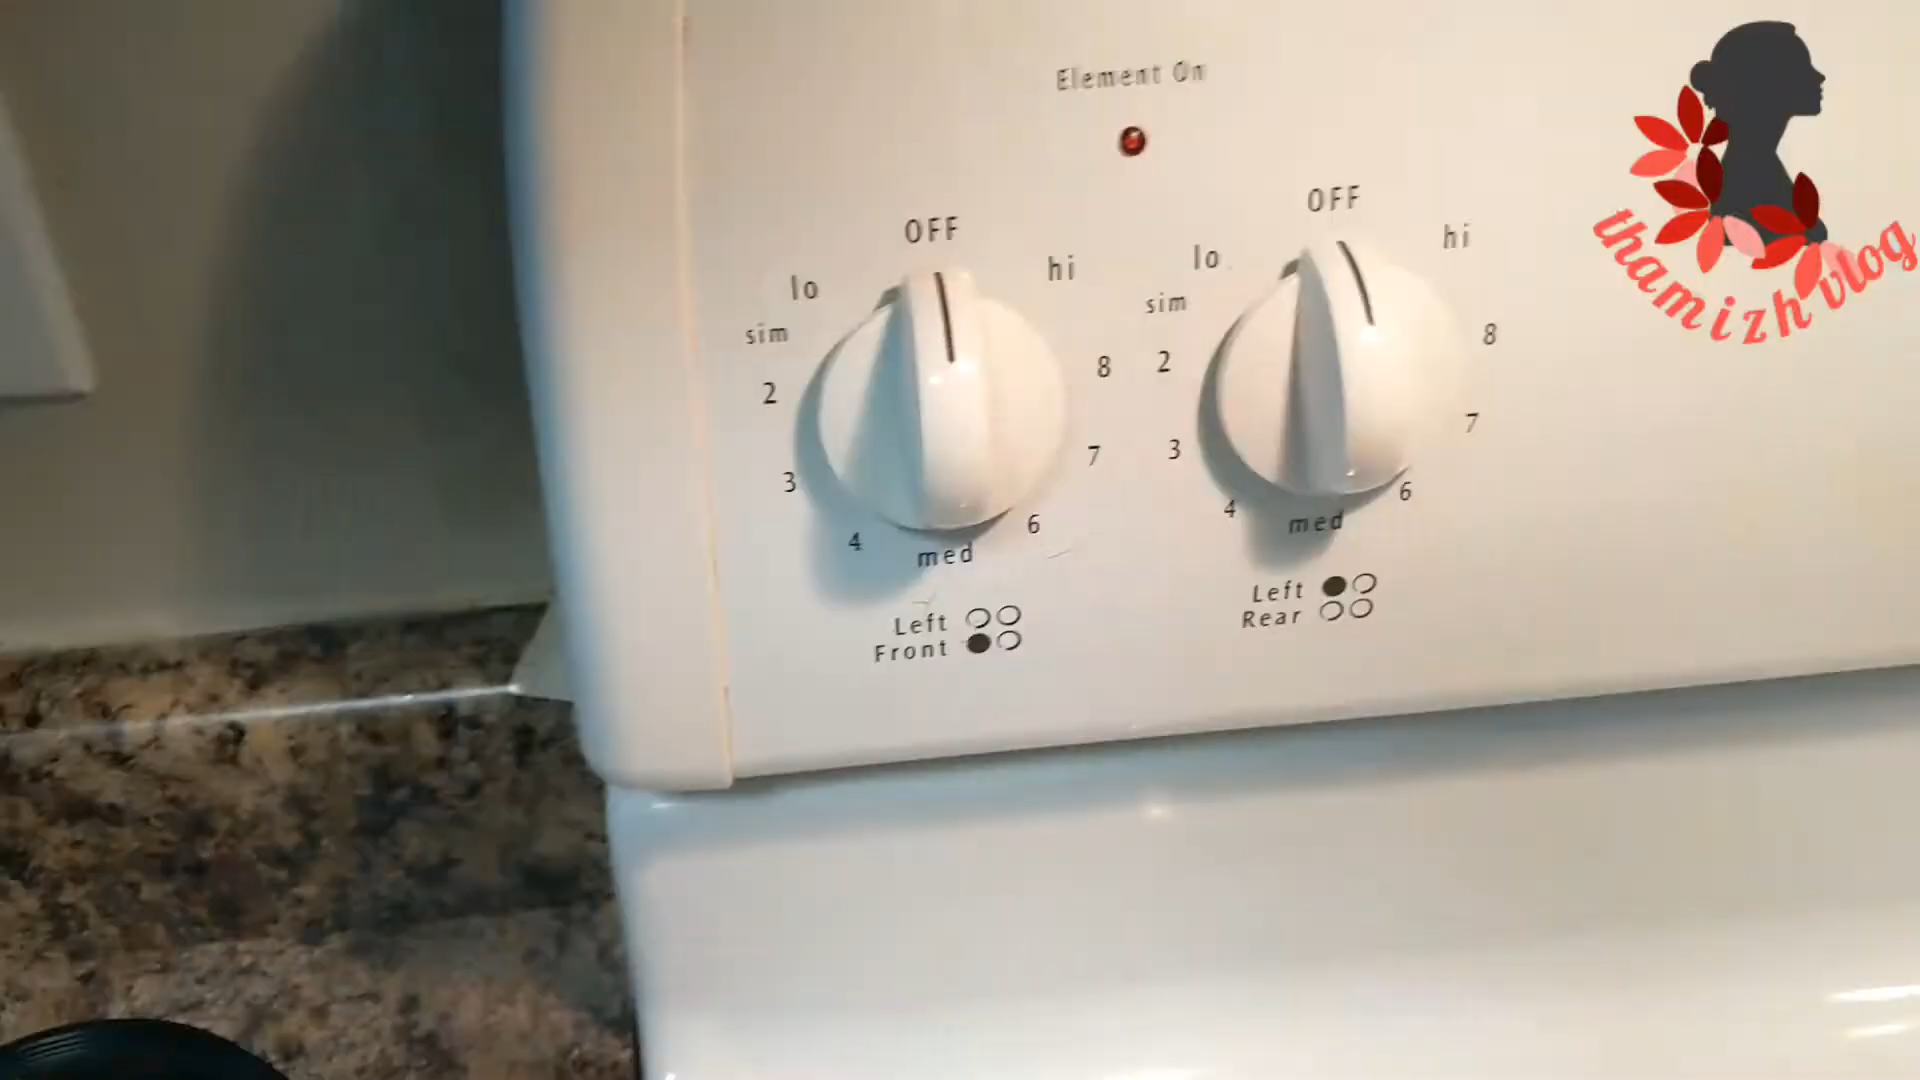 Element On
OFF
lo
hi
sim
2
8
3
7
4
6
med
Left
Front
OFF
lo
hi
sim
2
8
3
7
4
6
med
Left
Rear
thamizh vlog